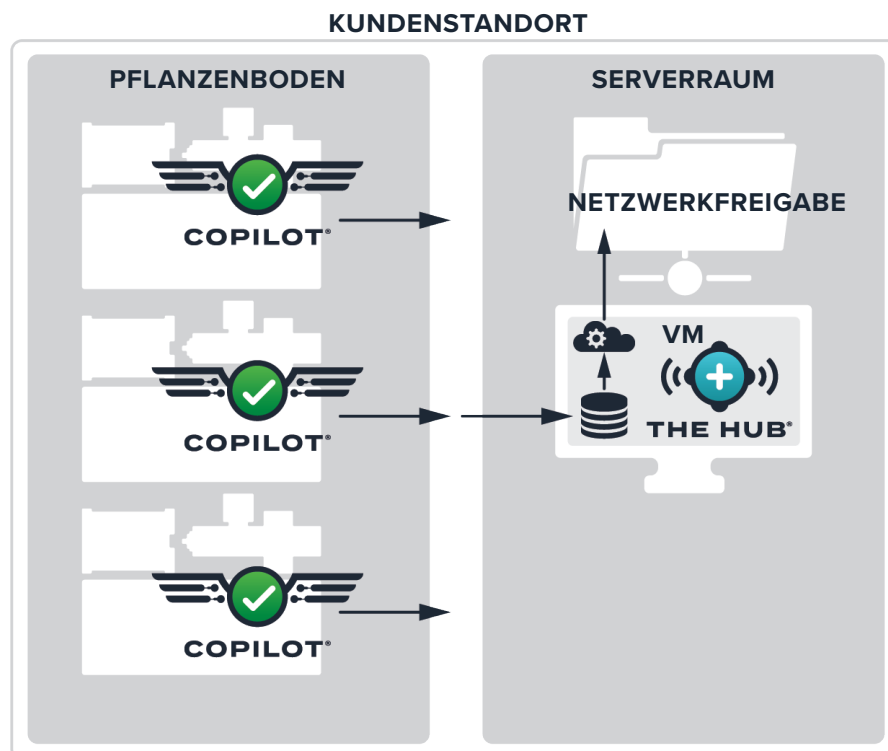 KUNDENSTANDORT
PFLANZENBODEN
COPILOT®
COPILOT®
COPILOT®
SERVERRAUM
NETZWERKFREIGABE
VM
THE HUB®